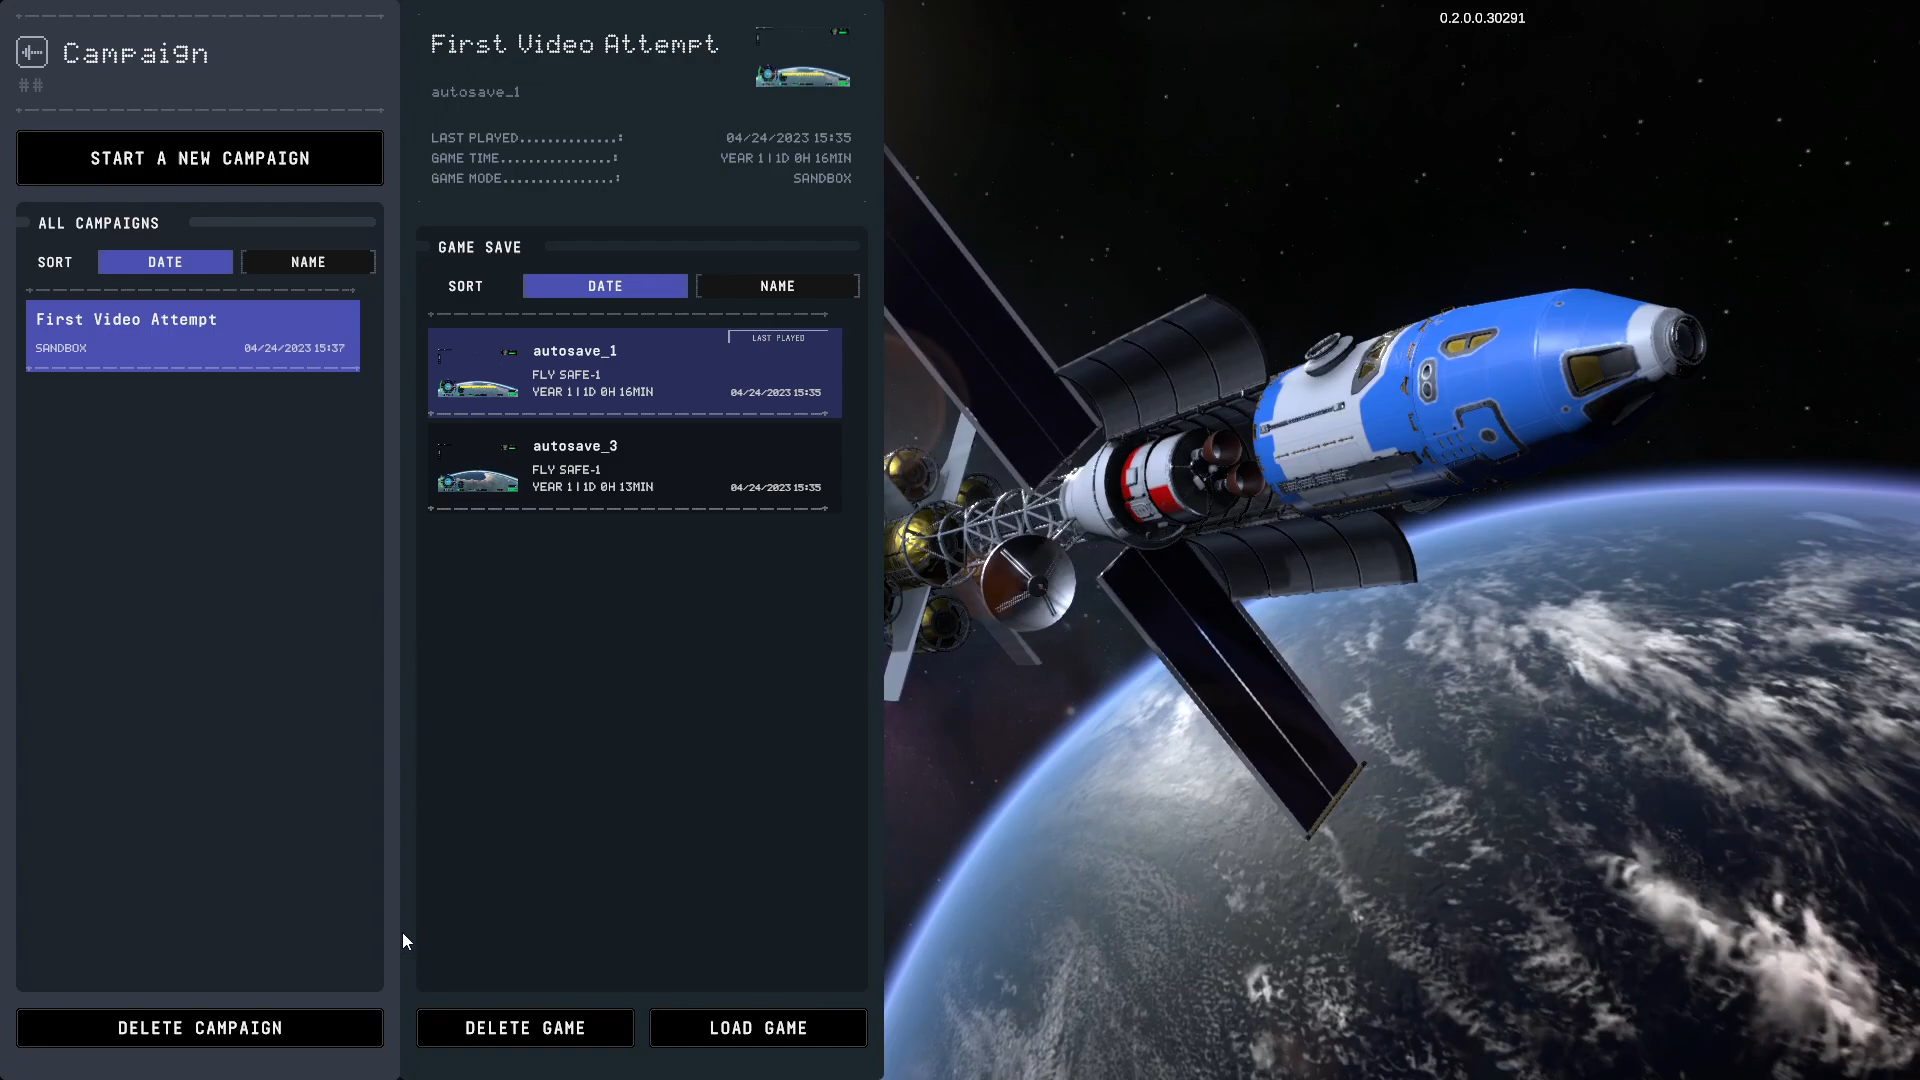 0.2.0.0.30291
Campaign
##
START A NEW CAMPAIGN
ALL CAMPAIGNS
SORT DATE NAME
First Video Attempt
SANDBOX 04/24/2023 15:37
DELETE CAMPAIGN
First Video Attempt
autosave_1
LAST PLAYED..............: 04/24/2023 15:35
GAME TIME................: YEAR 1 | 1D 0H 16MIN
GAME MODE................: SANDBOX
GAME SAVE
SORT DATE NAME
LAST PLAYED
autosave_1
FLY SAFE-1
YEAR 1 | 1D 0H 16MIN 04/24/2023 15:35
autosave_3
FLY SAFE-1
YEAR 1 | 1D 0H 13MIN 04/24/2023 15:35
DELETE GAME LOAD GAME